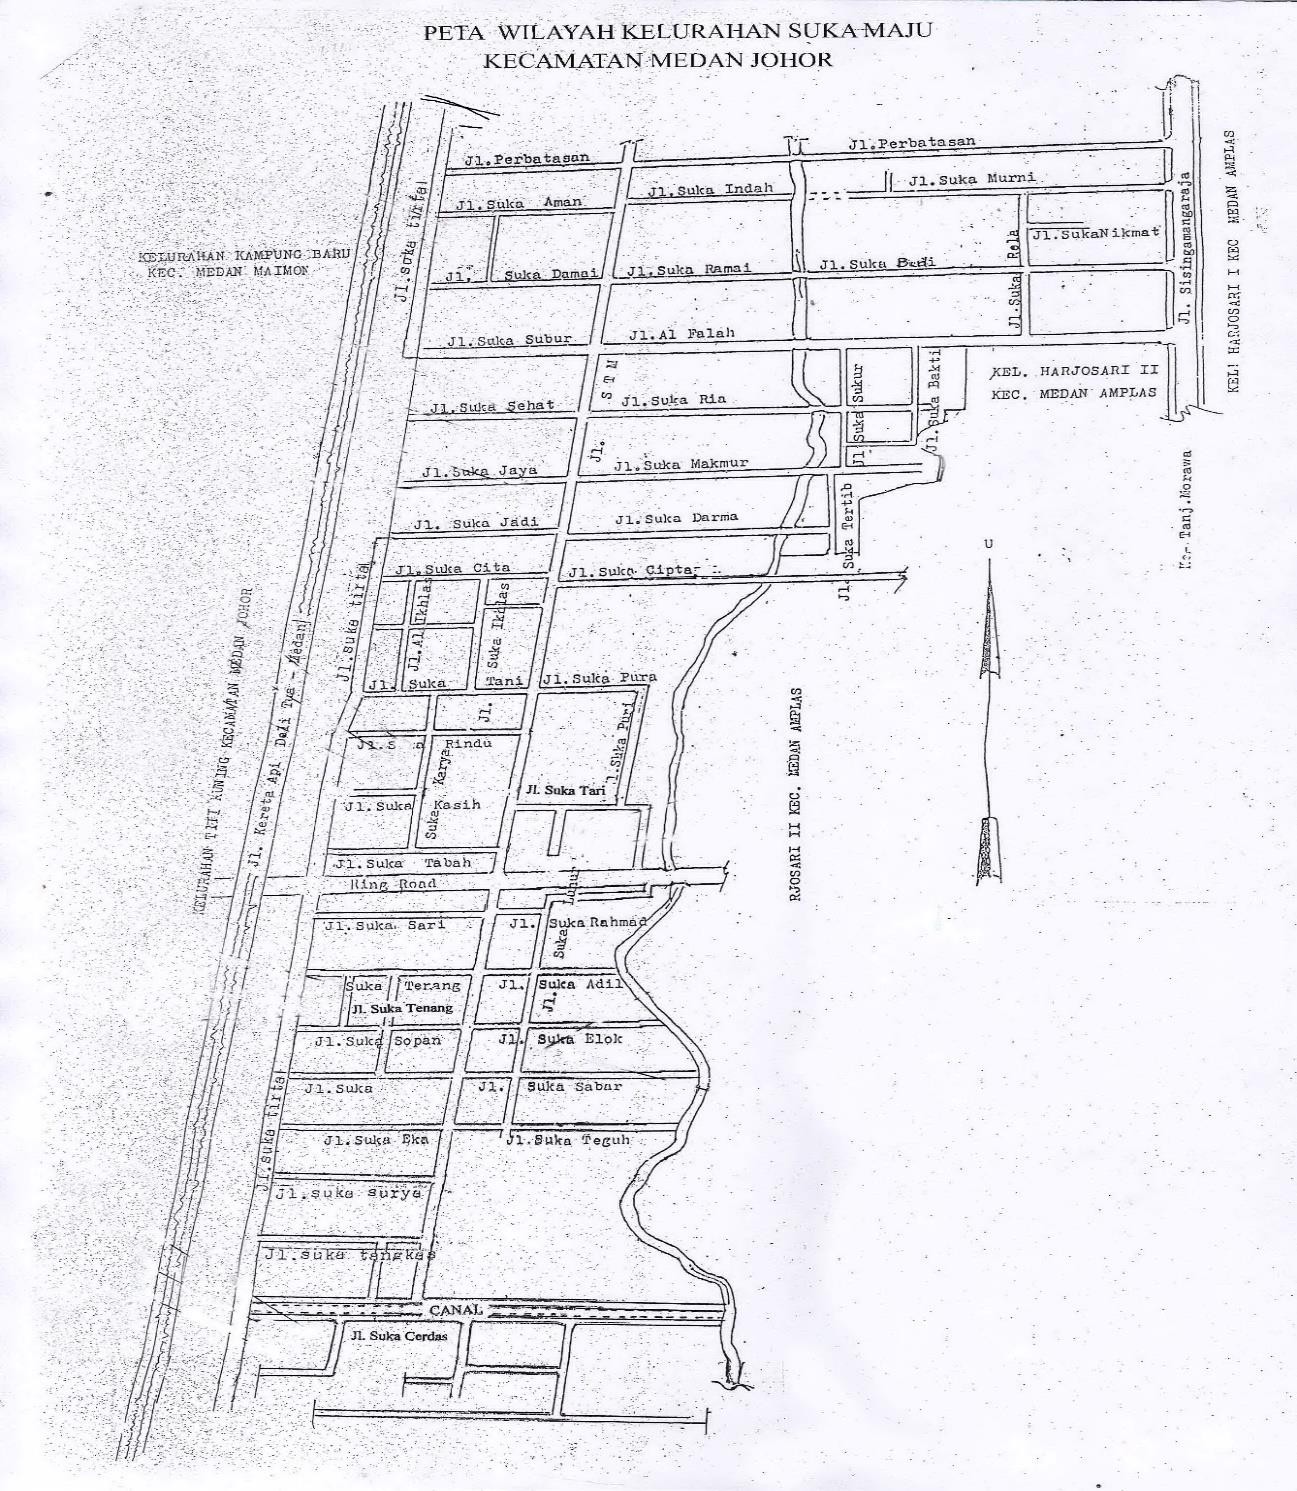 PETA WILAYAH KELURAHAN SUKA MAJU
KECAMATAN MEDAN JOHOR
Jl.Perbatasan
Jl.Perbatasan
Jl.Suka Indah
Jl.Suka Murni
Jl.Suka Aman
Jl.suka tirta
Jl.SukaNikmat
Jl.Suka Rela
Jl. Sisingamangaraja
KEL. HARJOSARI I KEC MEDAN AMPLAS
KELURAHAN KAMPUNG BARU
KEC. MEDAN MAIMON
Jl. Suka Damai
Jl.Suka Ramai
Jl.Suka Budi
Jl.Suka Subur
Jl.Al Falah
Jl. STM
KEL. HARJOSARI II
KEC. MEDAN AMPLAS
Jl.Suka Sehat
Jl.Suka Ria
Jl Suka Sukur
Jl.Suka Bakti
Jl.Suka Jaya
Jl.Suka Makmur
Tanj.Morawa
Jl. Suka Jadi
Jl.Suka Darma
Jl. Suka Tertib
U
Jl.Suka Cita
Jl.Suka Cipta
Jl.suka tirta
Jl.Al Ikhlas
Suka Ikhlas
Jl. Suka Tani
Jl.Suka Pura
Jl.
Jl.S a Rindu
l.Suka Puri
Suka Karya
Jl. Suka Tari
Jl.Suka Kasih
Jl.Suka Tabah
Ring Road
KELURAHAN TITI KUNING KECAMATAN MEDAN JOHOR
Jl. Kereta Api Deli Tua - Medan
RJOSARI II KEC. MEDAN AMPLAS
Jl.Suka Sari
Jl. Suka Rahmad
Jl. Suka Luhur
Suka Terang
Jl. Suka Adil
Jl. Suka Tenang
Jl.Suka Sopan
Jl. Suka Elok
Jl.Suka
Jl. Suka Sabar
Jl.suka tirta
Jl.Suka Eka
Jl.Suka Teguh
Jl.suka surya
Jl.suka tangkas
CANAL
Jl. Suka Cerdas